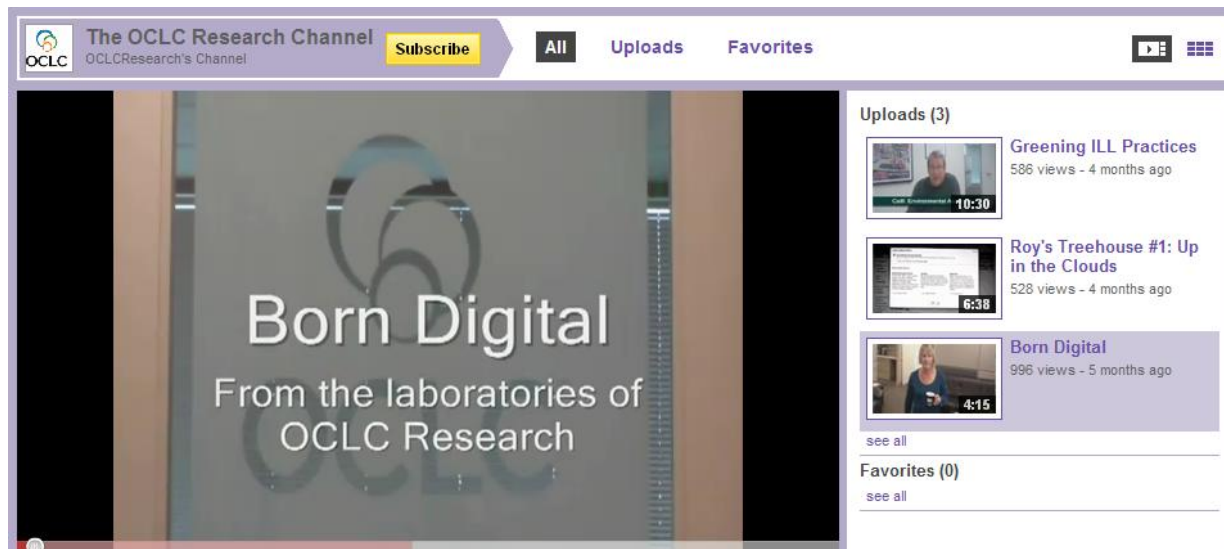 OCLC
The OCLC Research Channel
OCLCResearch's Channel
Subscribe
All
Uploads
Favorites
Born Digital
From the laboratories of
OCLC Research
OCLC
Uploads (3)
10:30
Greening ILL Practices
586 views - 4 months ago
6:38
Roy's Treehouse #1: Up
in the Clouds
528 views - 4 months ago
4:15
Born Digital
996 views - 5 months ago
see all
Favorites (0)
see all